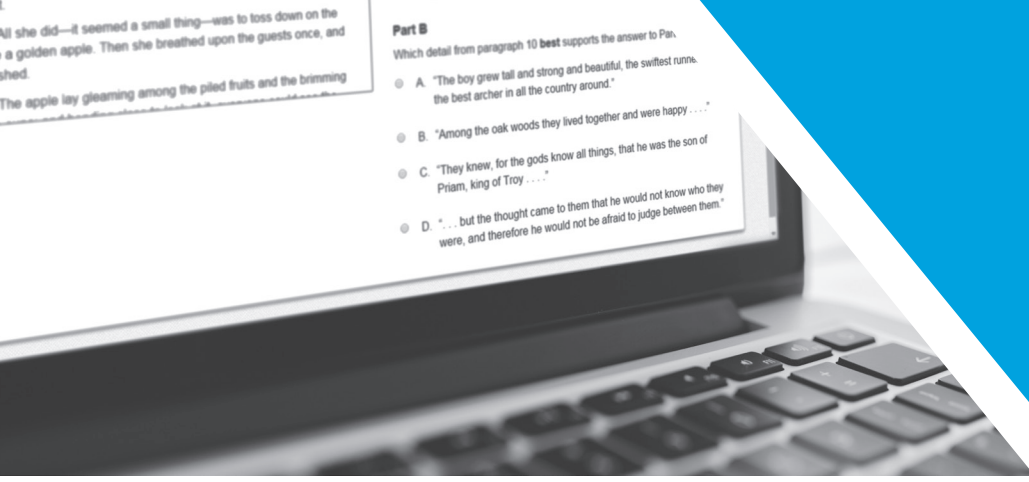 All she did—it seemed a small thing—was to toss down on the
a golden apple. Then she breathed upon the guests once, and
shed.
The apple lay gleaming among the piled fruits and the brimming
Part B
Which detail from paragraph 10 best supports the answer to Par
A. "The boy grew tall and strong and beautiful, the swiftest runne
the best archer in all the country around."
B. "Among the oak woods they lived together and were happy . . . ."
C. "They knew, for the gods know all things, that he was the son of
Priam, king of Troy . . . ."
D. ". . . but the thought came to them that he would not know who they
were, and therefore he would not be afraid to judge between them."